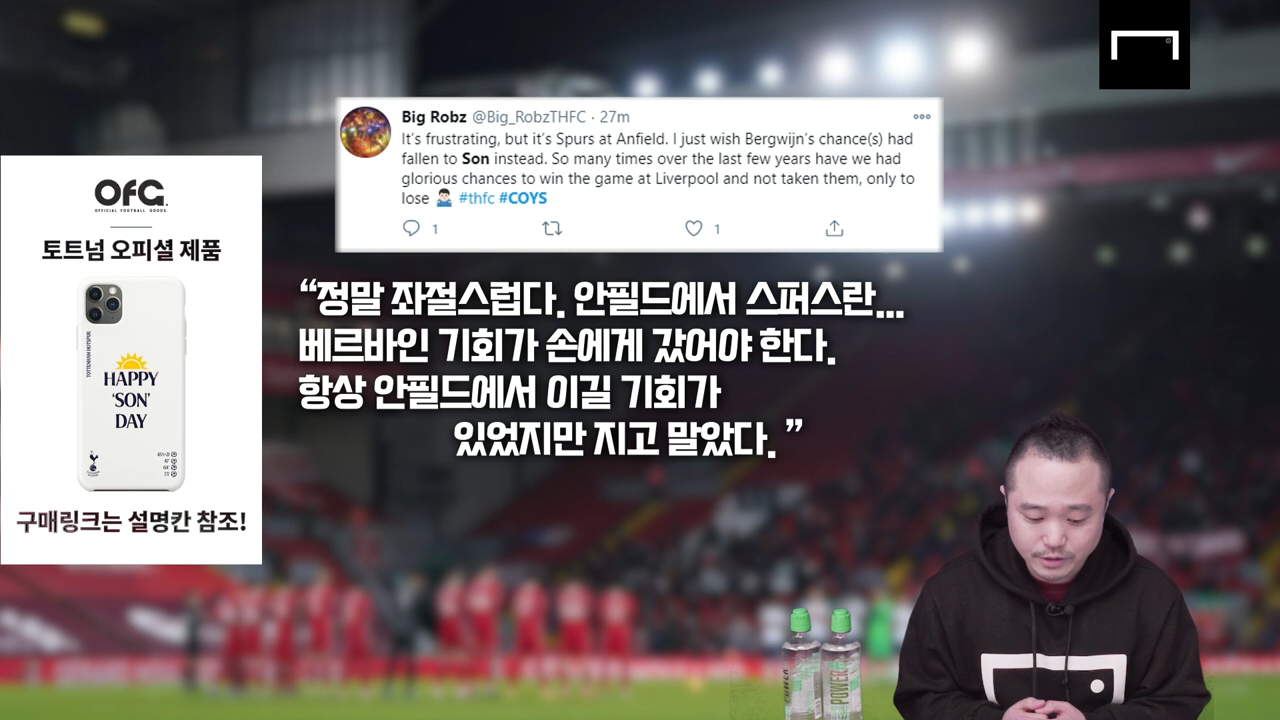 Big Robz @Big_RobzTHFC · 27m
It's frustrating, but it's Spurs at Anfield. I just wish Bergwijn's chance(s) had
fallen to Son instead. So many times over the last few years have we had
glorious chances to win the game at Liverpool and not taken them, only to
lose 🤷🏻‍♂️ #thfc #COYS
1
1
OFG.
OFFICIAL FOOTBALL GOODS.
토트넘 오피셜 제품
TOTTENHAM HOTSPUR
HAPPY
'SON'
DAY
구매링크는 설명칸 참조!
“정말 좌절스럽다. 안필드에서 스퍼스란...
베르바인 기회가 손에게 갔어야 한다.
항상 안필드에서 이길 기회가
있었지만 지고 말았다. ”